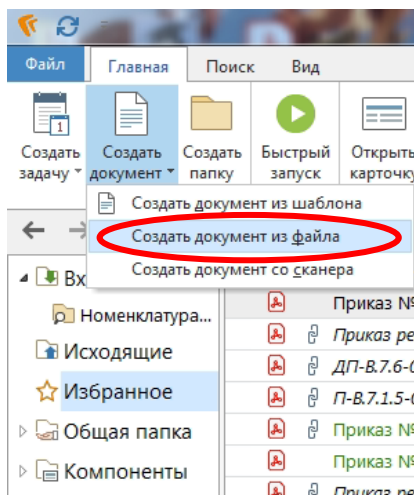 Файл Главная Поиск Вид
Создать задачу Создать документ Создать папку Быстрый запуск Открыть карточку
Создать документ из шаблона
Создать документ из файла
Создать документ со сканера
Номенклатура...
Приказ №
Исходящие
Приказ
ДП-В.7.6-
Избранное
П-В.7.1.5-
Общая папка
Приказ №
Приказ №
Компоненты
Приказ